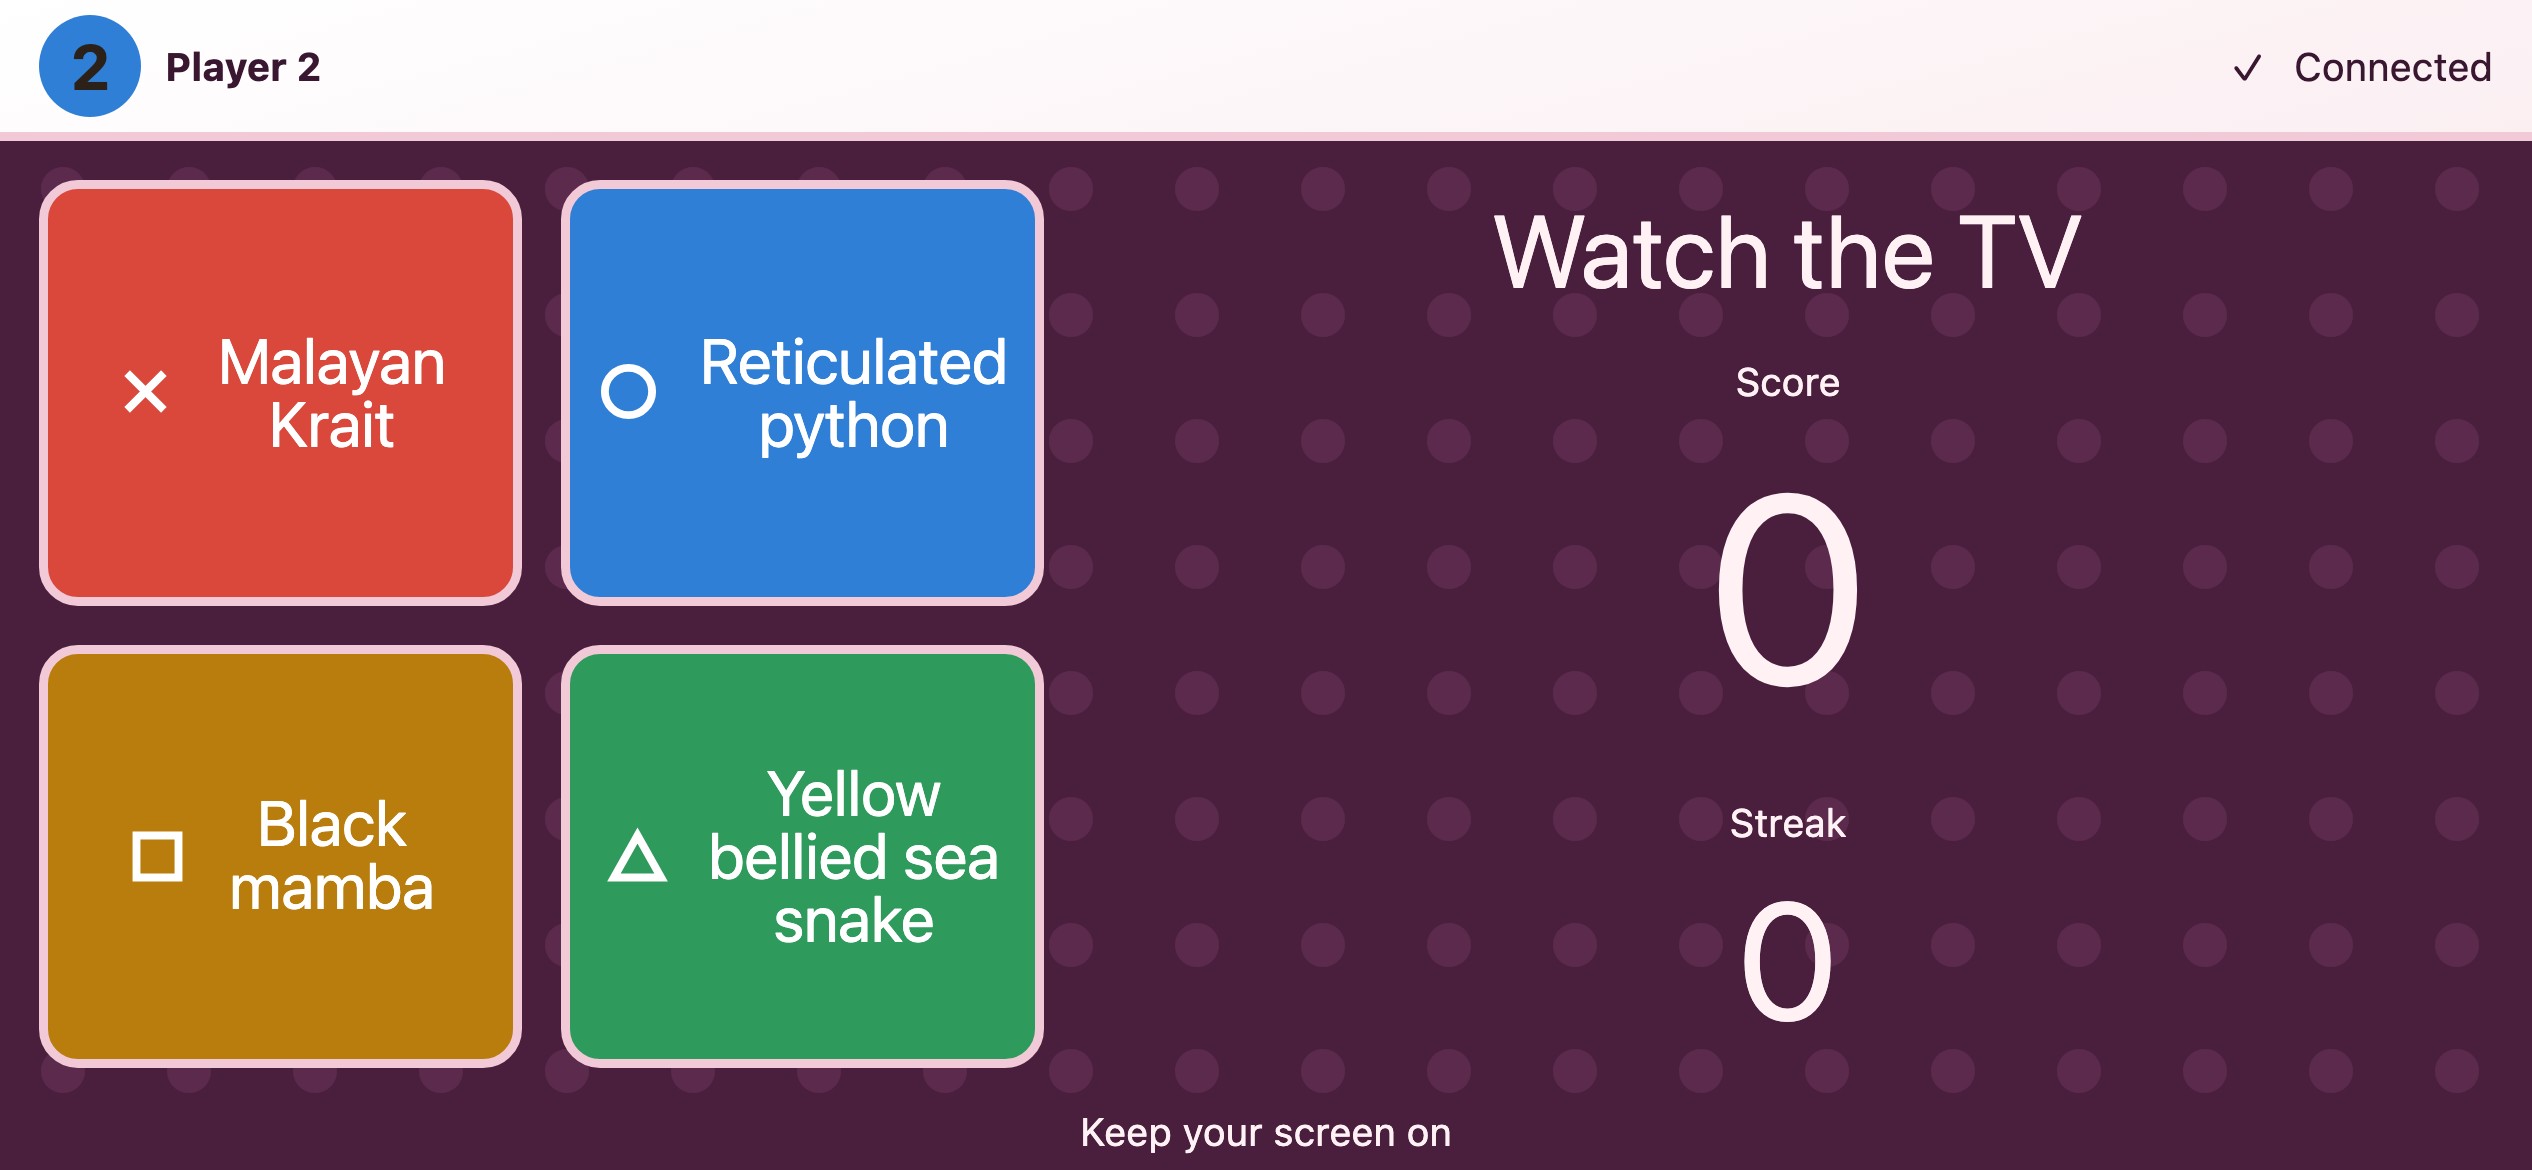 2
Player 2
✓ Connected
Malayan
Krait
Reticulated
python
Black
mamba
Yellow
bellied sea
snake
Watch the TV
Score
0
Streak
0
Keep your screen on